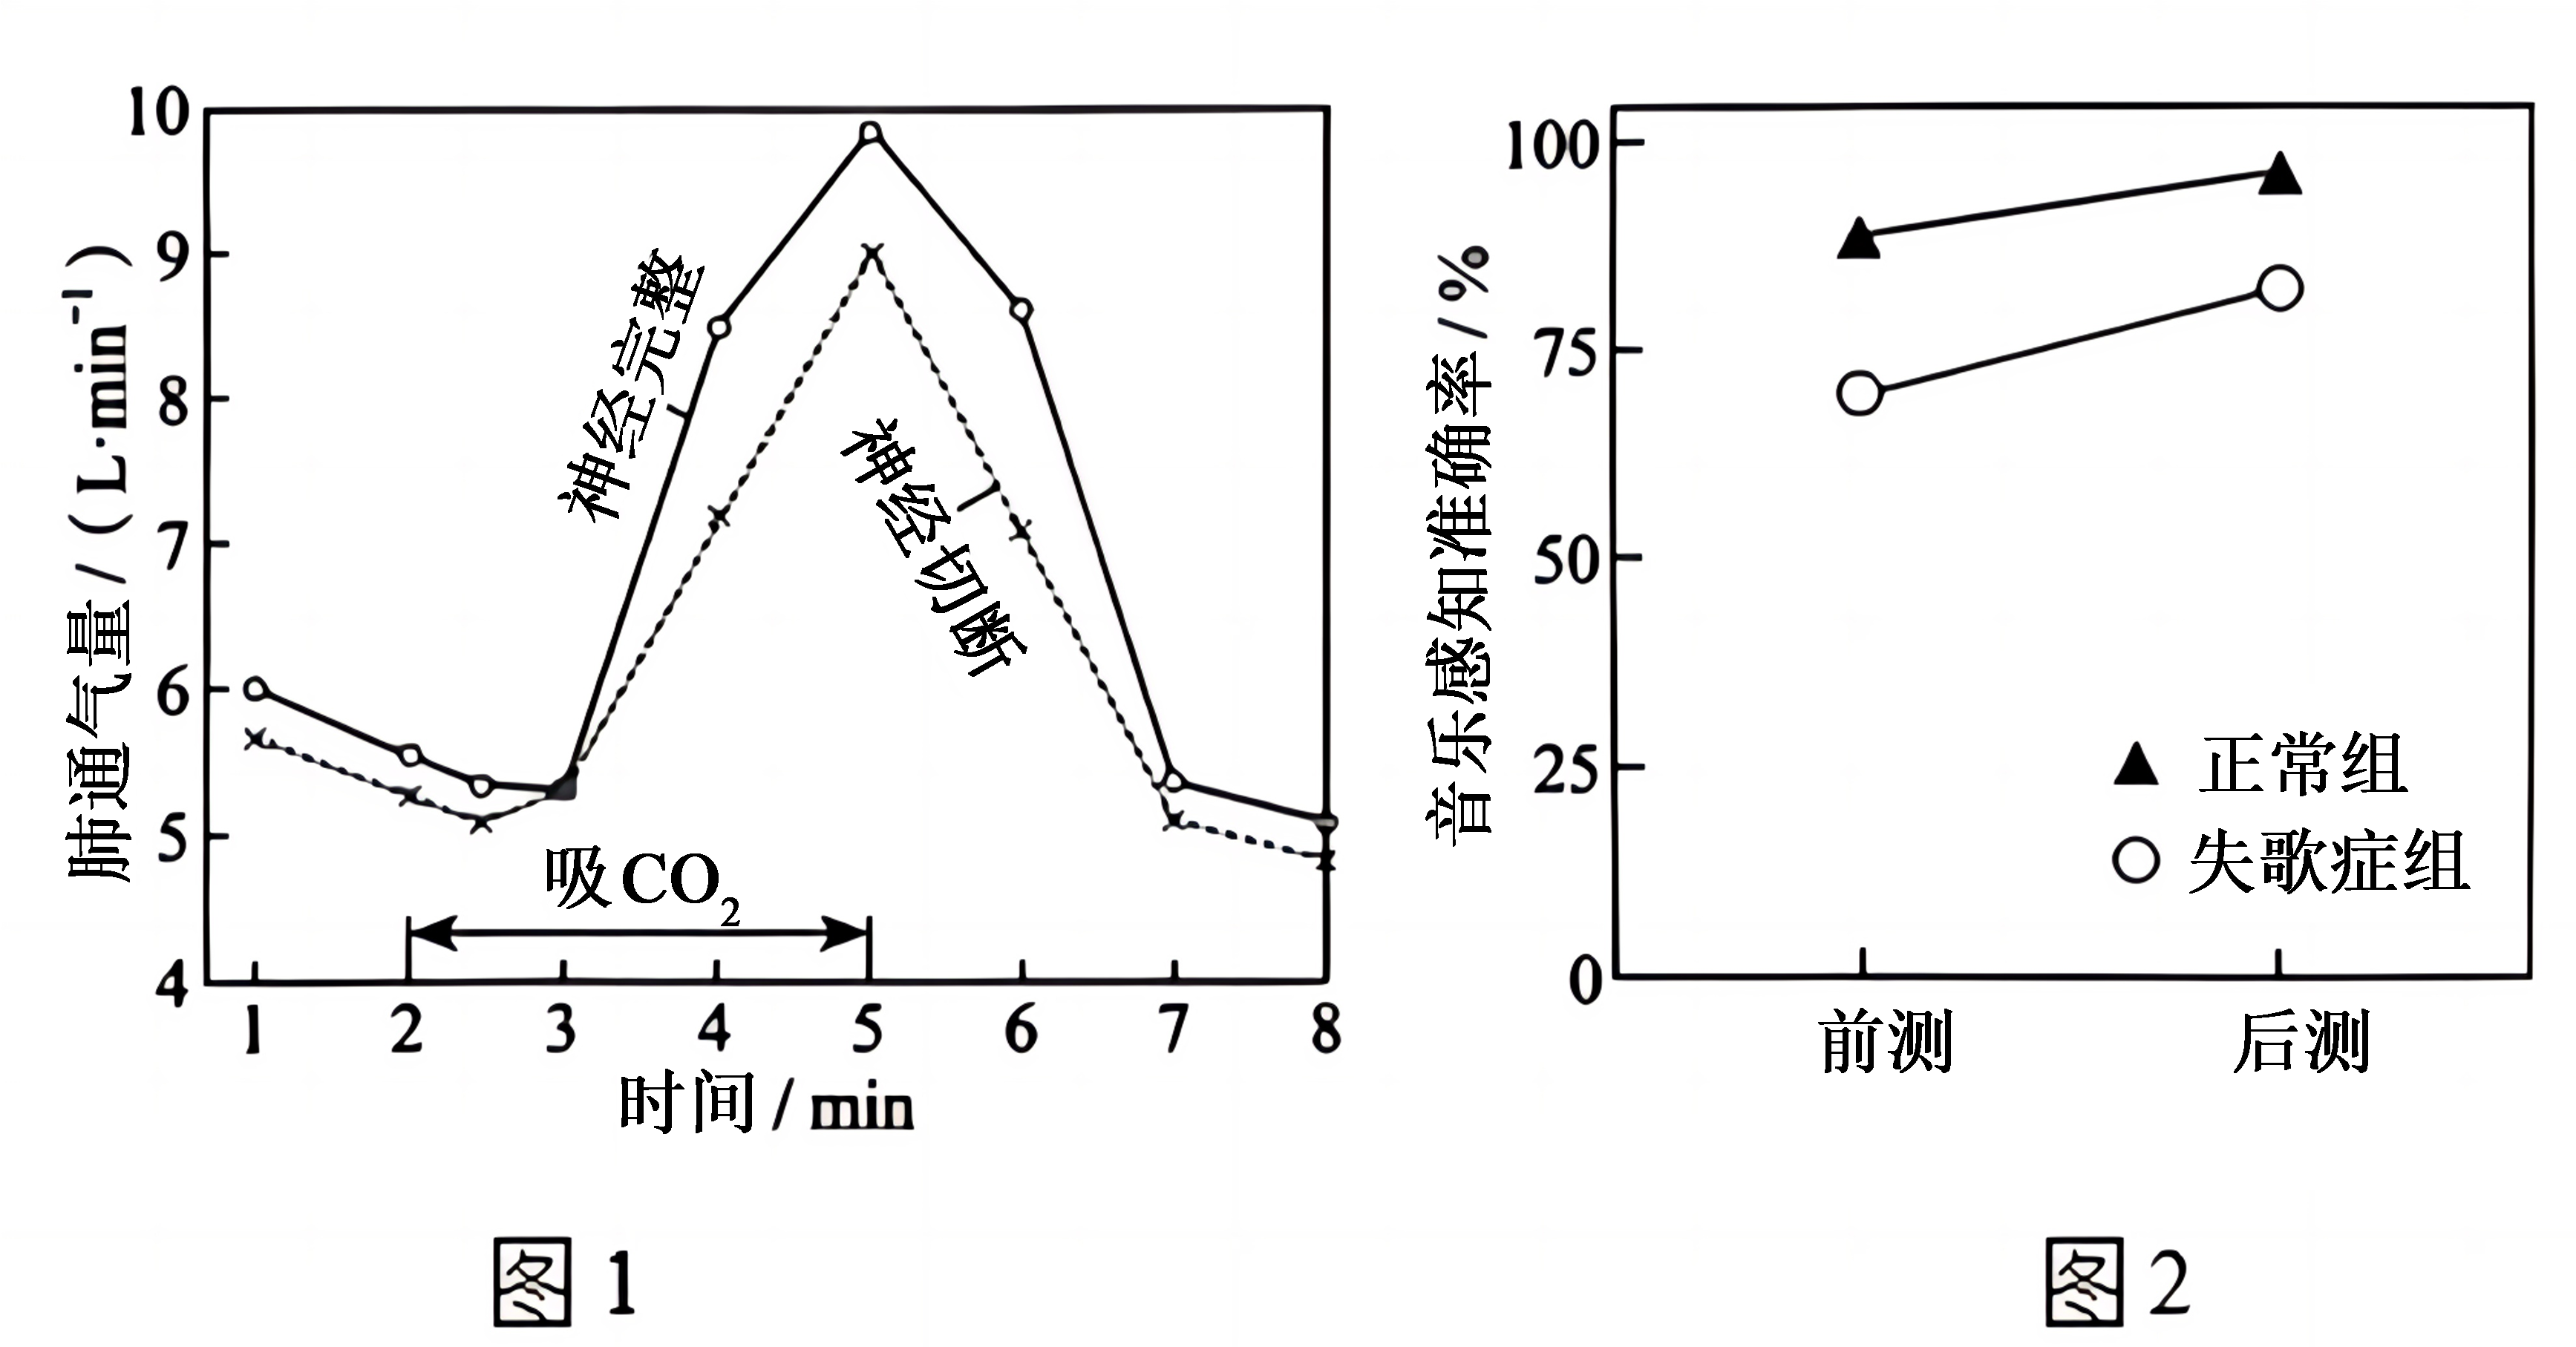 肺通气量/(L·min⁻¹)
10
9
8
7
6
5
4
神经完整
神经切断
吸CO₂
1 2 3 4 5 6 7 8
时间/min
图 1
音乐感知准确率/%
100
75
50
25
0
正常组
失歌症组
前测 后测
图 2